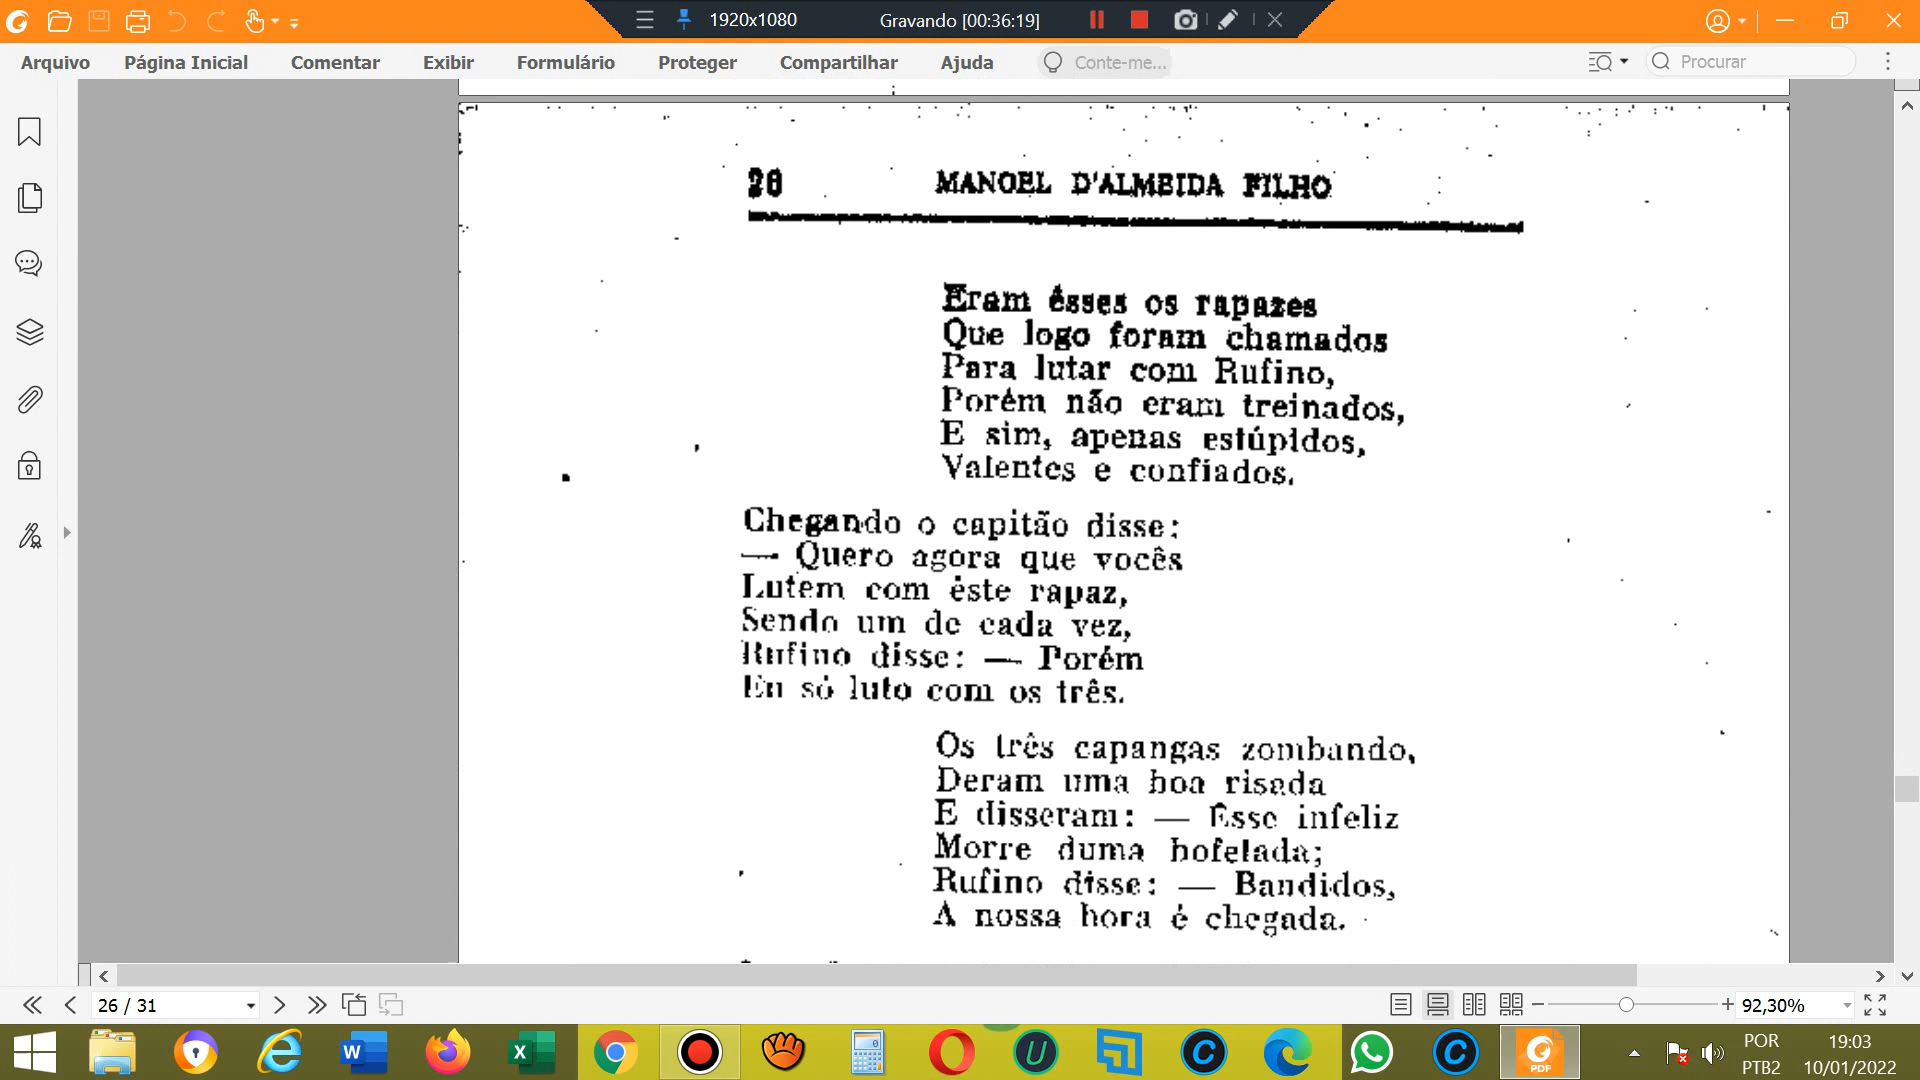 1920x1080
Gravando [00:36:19]
Arquivo Página Inicial Comentar Exibir Formulário Proteger Compartilhar Ajuda Conte-me... Procurar
26 MANOEL D'ALMEIDA FILHO
Eram êsses os rapazes
Que logo foram chamados
Para lutar com Rufino,
Porém não eram treinados,
E sim, apenas estúpidos,
Valentes e confiados.
Chegando o capitão disse:
— Quero agora que vocês
Lutem com êste rapaz,
Sendo um de cada vez,
Rufino disse: — Porém
Eu só luto com os três.
Os três capangas zombando,
Deram uma boa risada
E disseram: — Êsse infeliz
Morre duma bofetada;
Rufino disse: — Bandidos,
A nossa hora é chegada.
26 / 31
92,30%
POR 19:03
PTB2 10/01/2022